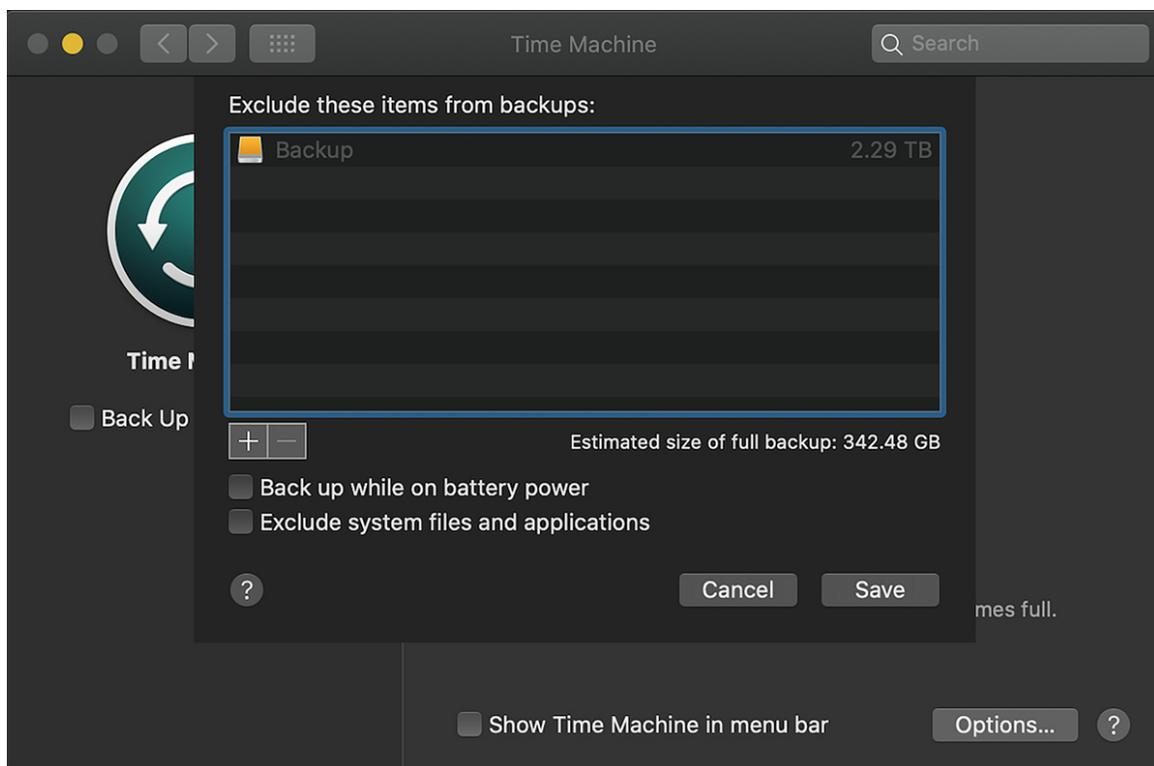 Time Machine
Search
Exclude these items from backups:
Backup 2.29 TB
Time
Back Up
+ −
Estimated size of full backup: 342.48 GB
Back up while on battery power
Exclude system files and applications
? Cancel Save
mes full.
Show Time Machine in menu bar
Options... ?